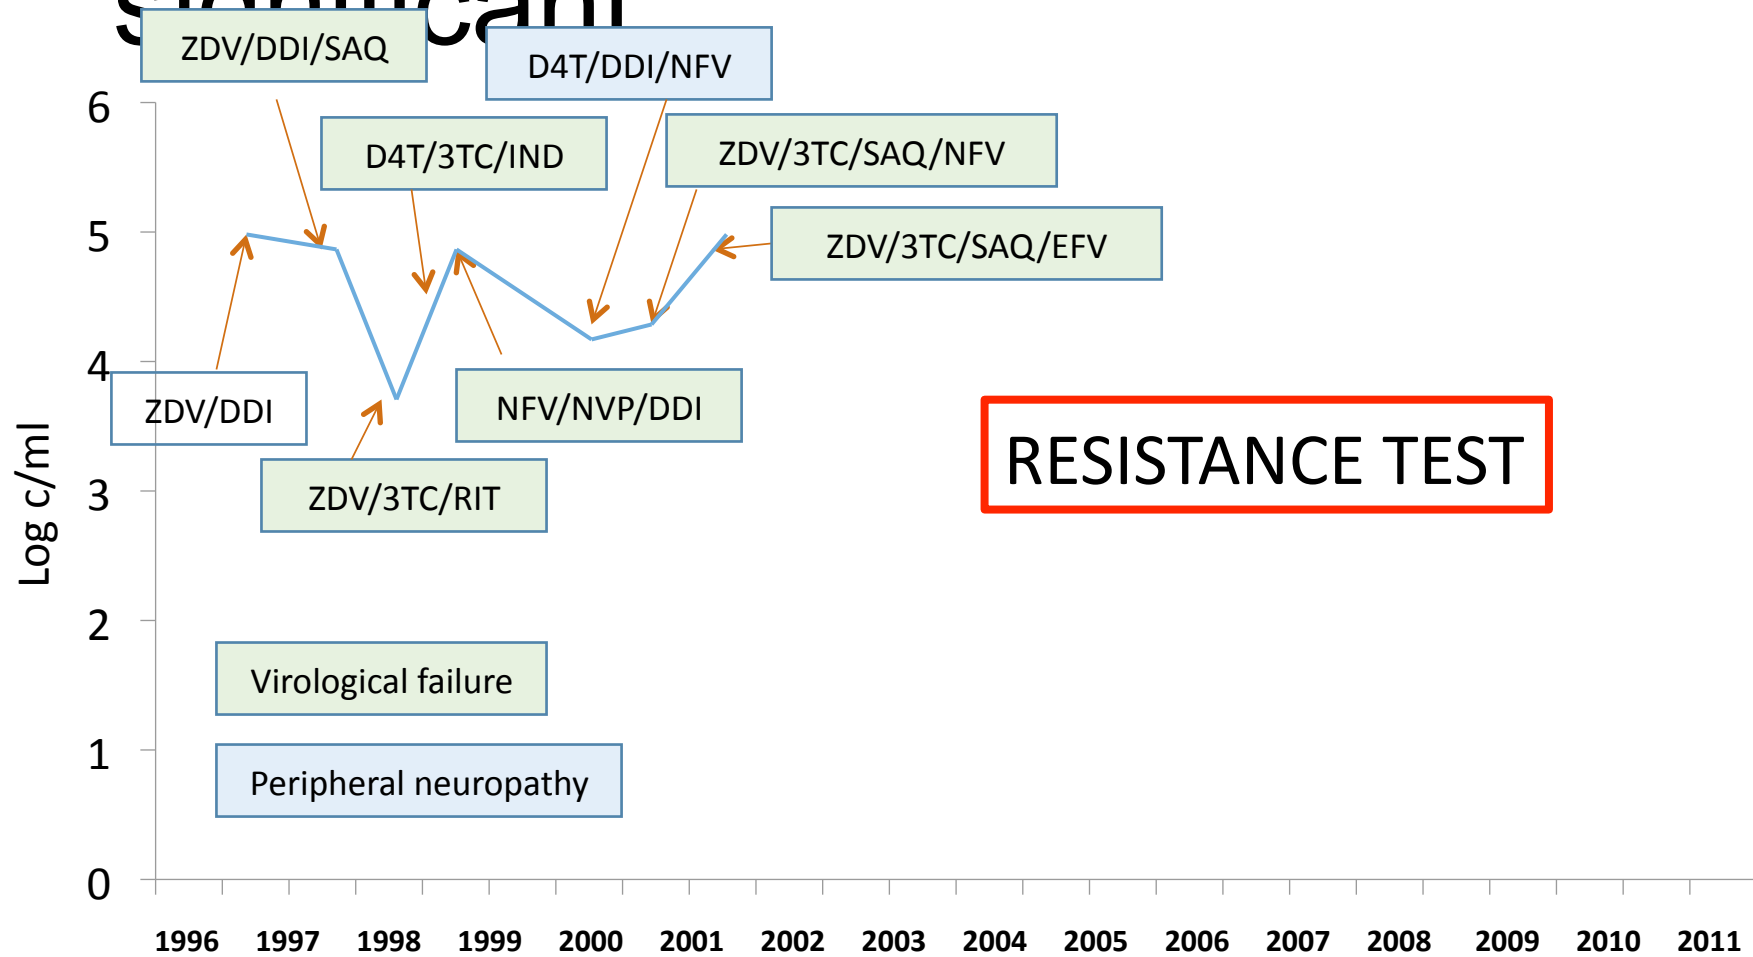 significant
ZDV/DDI/SAQ
D4T/DDI/NFV
D4T/3TC/IND
ZDV/3TC/SAQ/NFV
ZDV/3TC/SAQ/EFV
ZDV/DDI
NFV/NVP/DDI
ZDV/3TC/RIT
RESISTANCE TEST
Virological failure
Peripheral neuropathy
Log c/ml
6
5
4
3
2
1
0
1996 1997 1998 1999 2000 2001 2002 2003 2004 2005 2006 2007 2008 2009 2010 2011